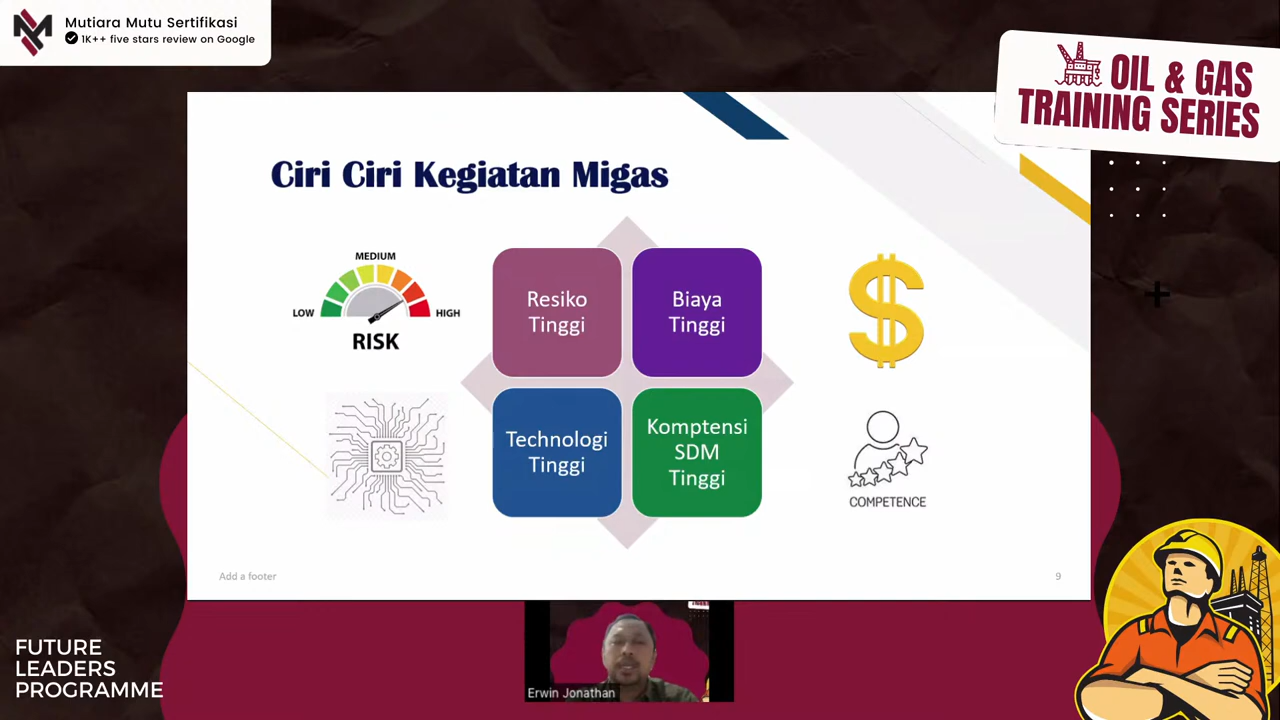 Mutiara Mutu Sertifikasi
1K++ five stars review on Google
OIL & GAS
TRAINING SERIES
Ciri Ciri Kegiatan Migas
MEDIUM
LOW
HIGH
RISK
Resiko
Tinggi
Biaya
Tinggi
Technologi
Tinggi
Komptensi
SDM
Tinggi
COMPETENCE
Add a footer
9
FUTURE
LEADERS
PROGRAMME
Erwin Jonathan